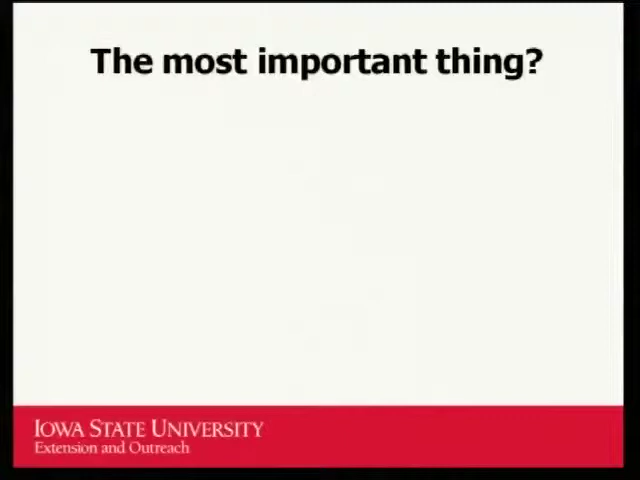 The most important thing?
IOWA STATE UNIVERSITY
Extension and Outreach